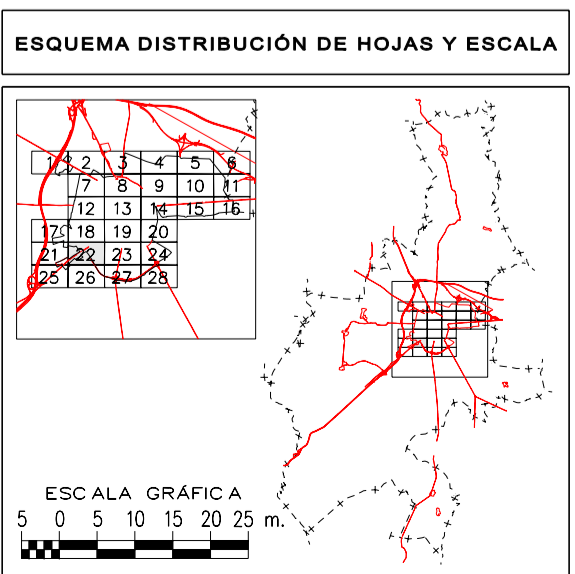 ESQUEMA DISTRIBUCIÓN DE HOJAS Y ESCALA
1 2 3 4 5 6
7 8 9 10 11
12 13 14 15 16
17 18 19 20
21 22 23 24
25 26 27 28
ESCALA GRÁFICA
5 0 5 10 15 20 25 m.